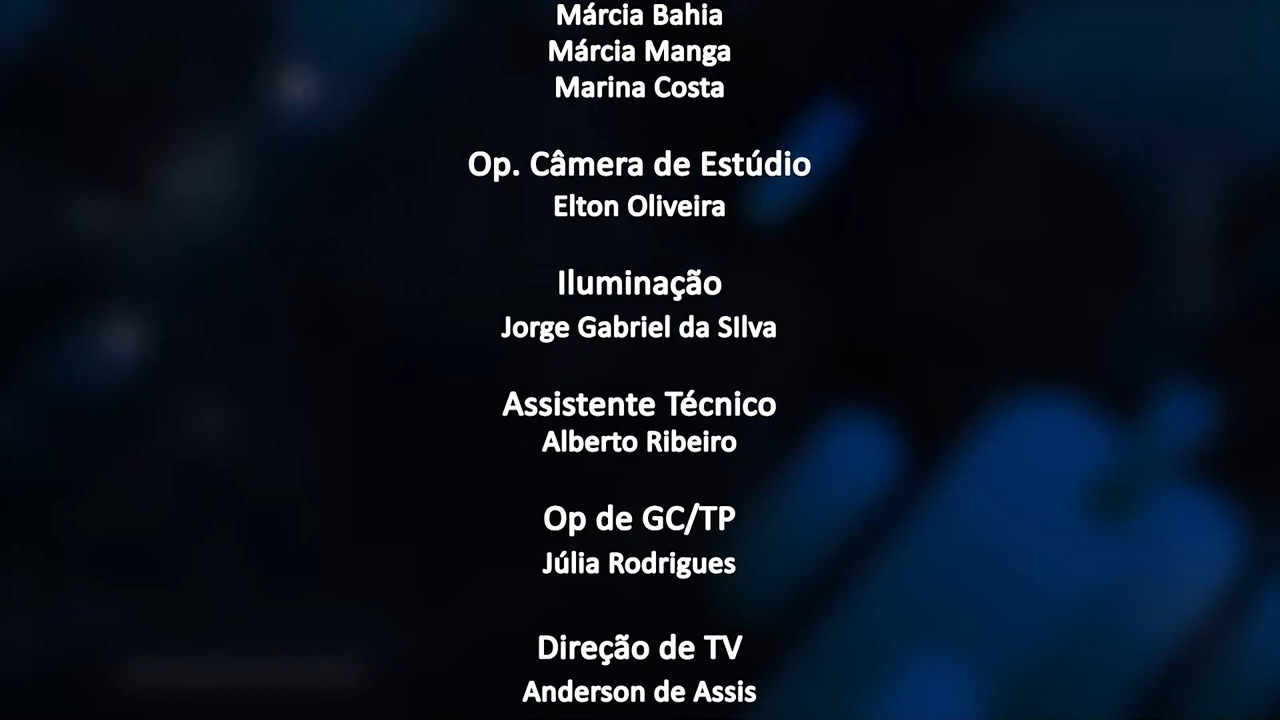 Márcia Bahia
Márcia Manga
Marina Costa
Op. Câmera de Estúdio
Elton Oliveira
Iluminação
Jorge Gabriel da SIlva
Assistente Técnico
Alberto Ribeiro
Op de GC/TP
Júlia Rodrigues
Direção de TV
Anderson de Assis